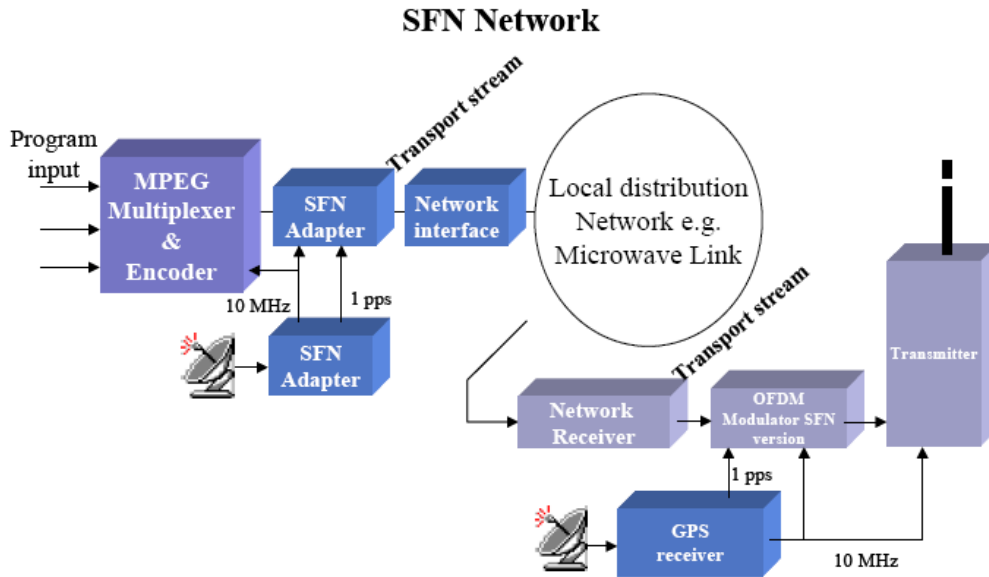 SFN Network
Program
input
MPEG
Multiplexer
&
Encoder
SFN
Adapter
Transport stream
Network
interface
Local distribution
Network e.g.
Microwave Link
10 MHz
1 pps
SFN
Adapter
Network
Receiver
Transport stream
OFDM
Modulator SFN
version
Transmitter
1 pps
GPS
receiver
10 MHz